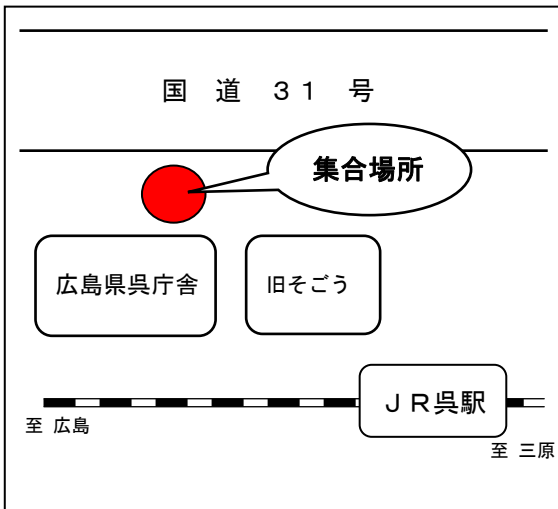 国 道 ３１ 号
集合場所
広島県呉庁舎
旧そごう
ＪＲ呉駅
至 広島
至 三原